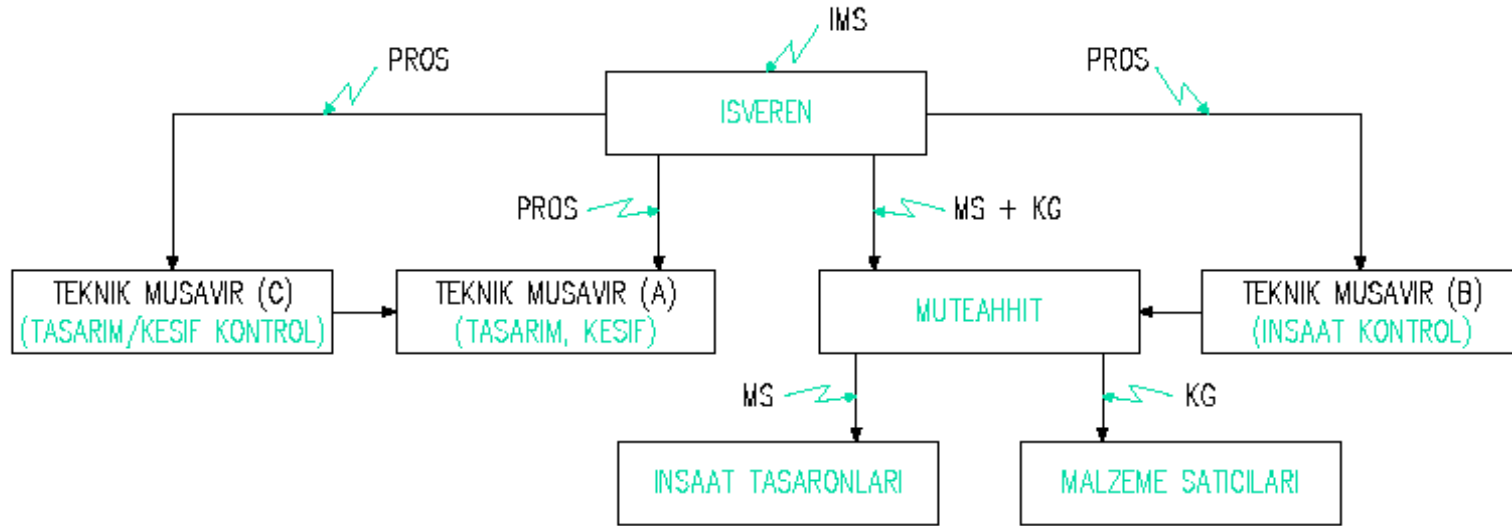 IMS
PROS
PROS
ISVEREN
PROS
MS + KG
TEKNIK MUSAVIR (C)
(TASARIM/KESIF KONTROL)
TEKNIK MUSAVIR (A)
(TASARIM, KESIF)
MUTEAHHIT
TEKNIK MUSAVIR (B)
(INSAAT KONTROL)
MS
KG
INSAAT TASARONLARI
MALZEME SATICILARI